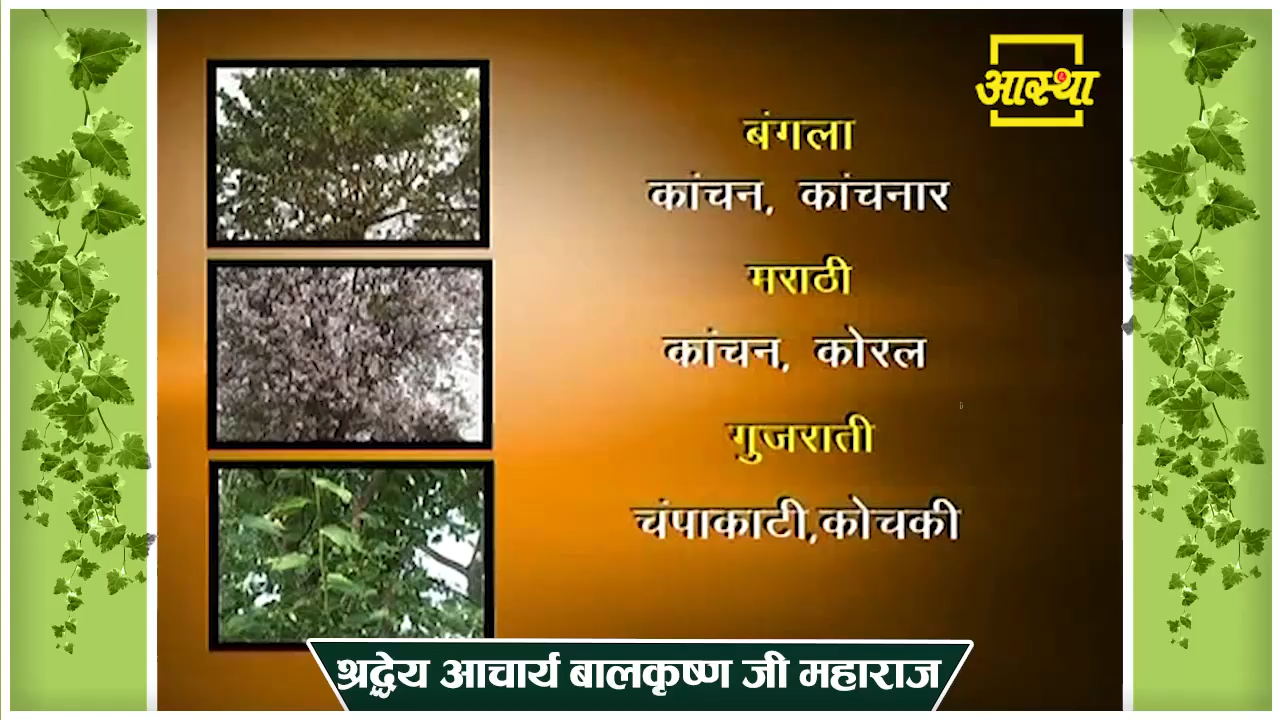 आस्था
बंगला
कांचन, कांचनार
मराठी
कांचन, कोरल
गुजराती
चंपाकाटी,कोचकी
श्रद्धेय आचार्य बालकृष्ण जी महाराज